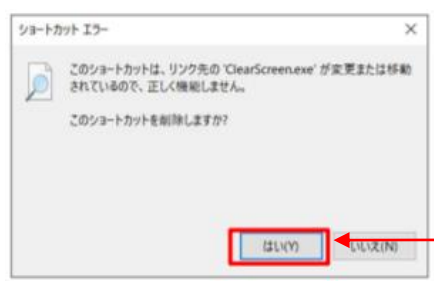 ショートカット エラー
このショートカットは、リンク先の 'ClearScreen.exe' が変更または移動
されているので、正しく機能しません。
このショートカットを削除しますか?
はい(Y)
いいえ(N)